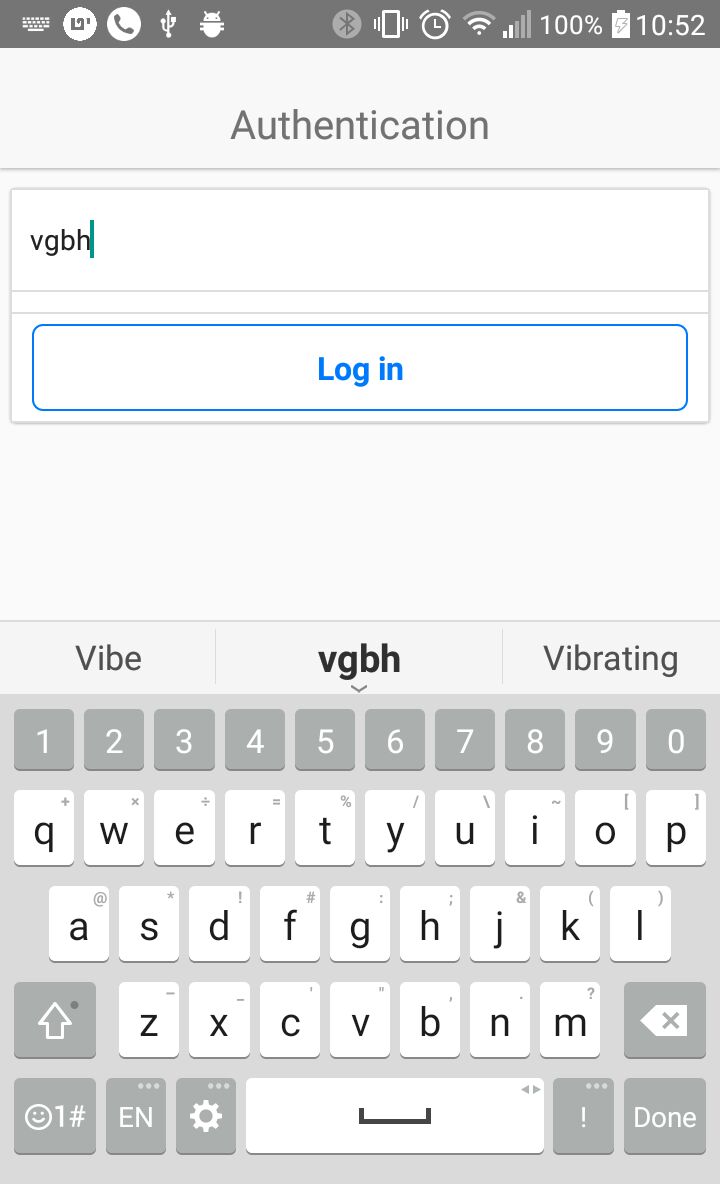 100% 10:52
Authentication
vgbh
Log in
Vibe vgbh Vibrating
1 2 3 4 5 6 7 8 9 0
+ × ÷ = % / \ ~ [ ]
q w e r t y u i o p
@ * ! # : ; & ( )
a s d f g h j k l
– _ ' " , . ?
z x c v b n m
1# EN ! Done